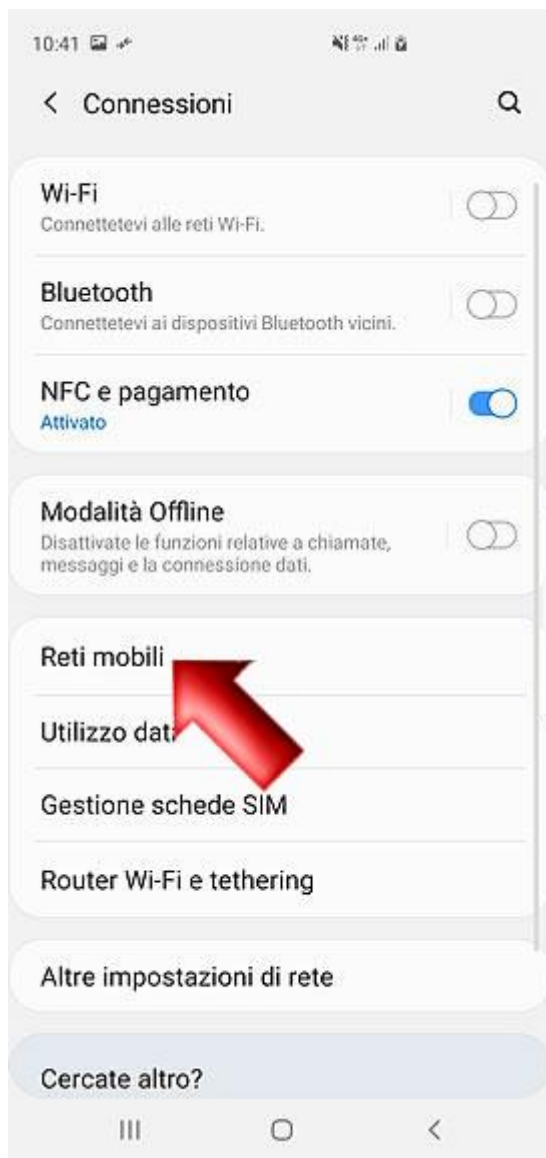 10:41
Connessioni
Wi-Fi
Connettetevi alle reti Wi-Fi.
Bluetooth
Connettetevi ai dispositivi Bluetooth vicini.
NFC e pagamento
Attivato
Modalità Offline
Disattivate le funzioni relative a chiamate,
messaggi e la connessione dati.
Reti mobili
Utilizzo dati
Gestione schede SIM
Router Wi-Fi e tethering
Altre impostazioni di rete
Cercate altro?